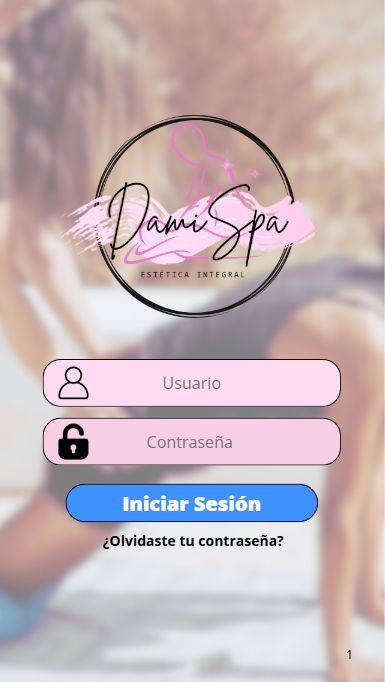 DamiSpa
ESTÉTICA INTEGRAL
Usuario
Contraseña
Iniciar Sesión
¿Olvidaste tu contraseña?
1